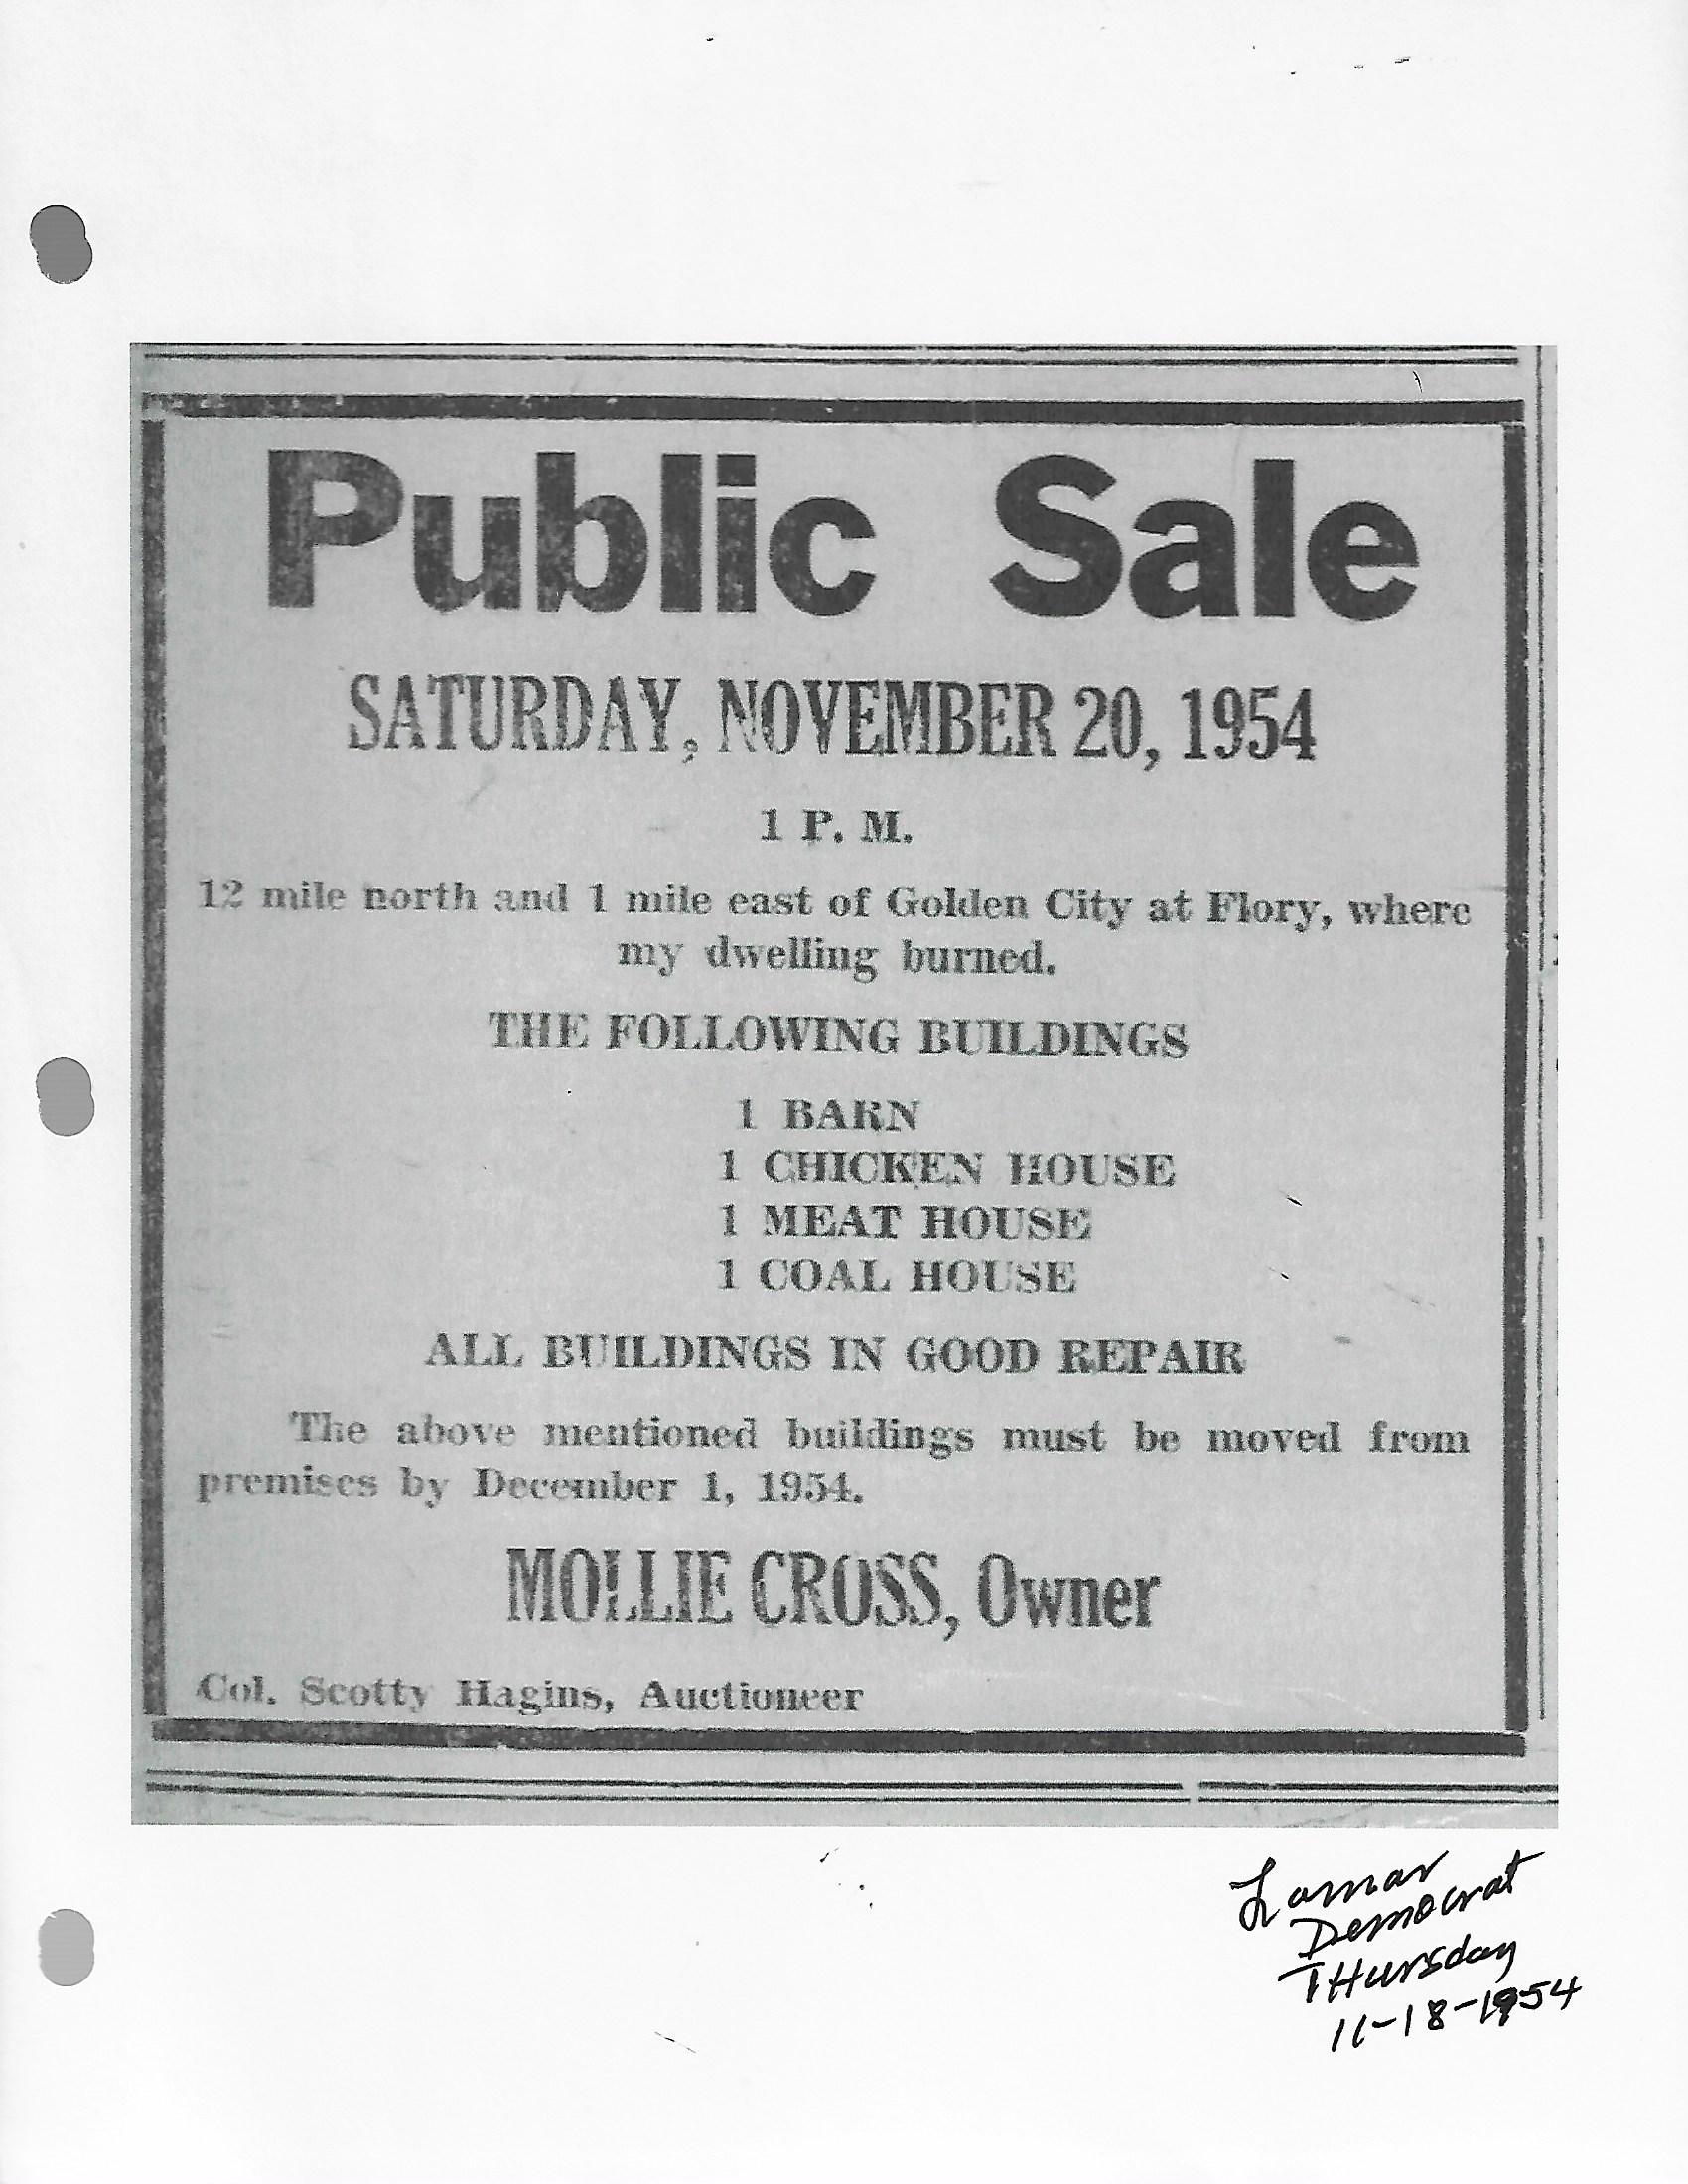 Public Sale
SATURDAY, NOVEMBER 20, 1954
1 P. M.
12 mile north and 1 mile east of Golden City at Flory, where
my dwelling burned.
THE FOLLOWING BUILDINGS
1 BARN
1 CHICKEN HOUSE
1 MEAT HOUSE
1 COAL HOUSE
ALL BUILDINGS IN GOOD REPAIR
The above mentioned buildings must be moved from
premises by December 1, 1954.
MOLLIE CROSS, Owner
Col. Scotty Hagins, Auctioneer
Lamar
Democrat
THursday
11-18-1954